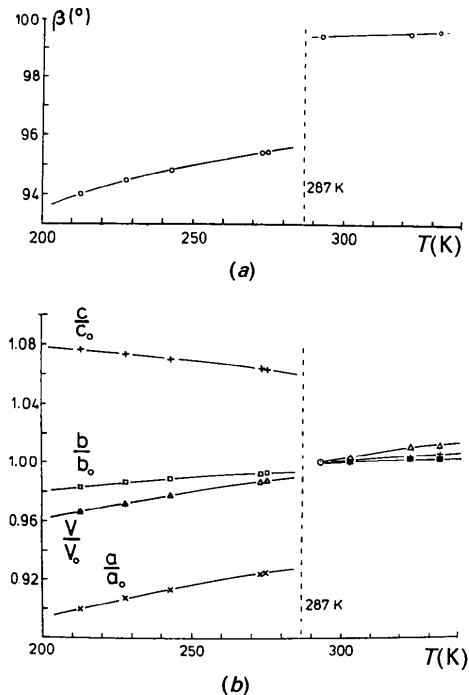 β(°)
100
98
96
94
287 K
200
250
300
T(K)
(a)
c/c₀
1.08
1.04
b/b₀
1.00
0.96
V/V₀
a/a₀
0.92
287 K
200
250
300
T(K)
(b)